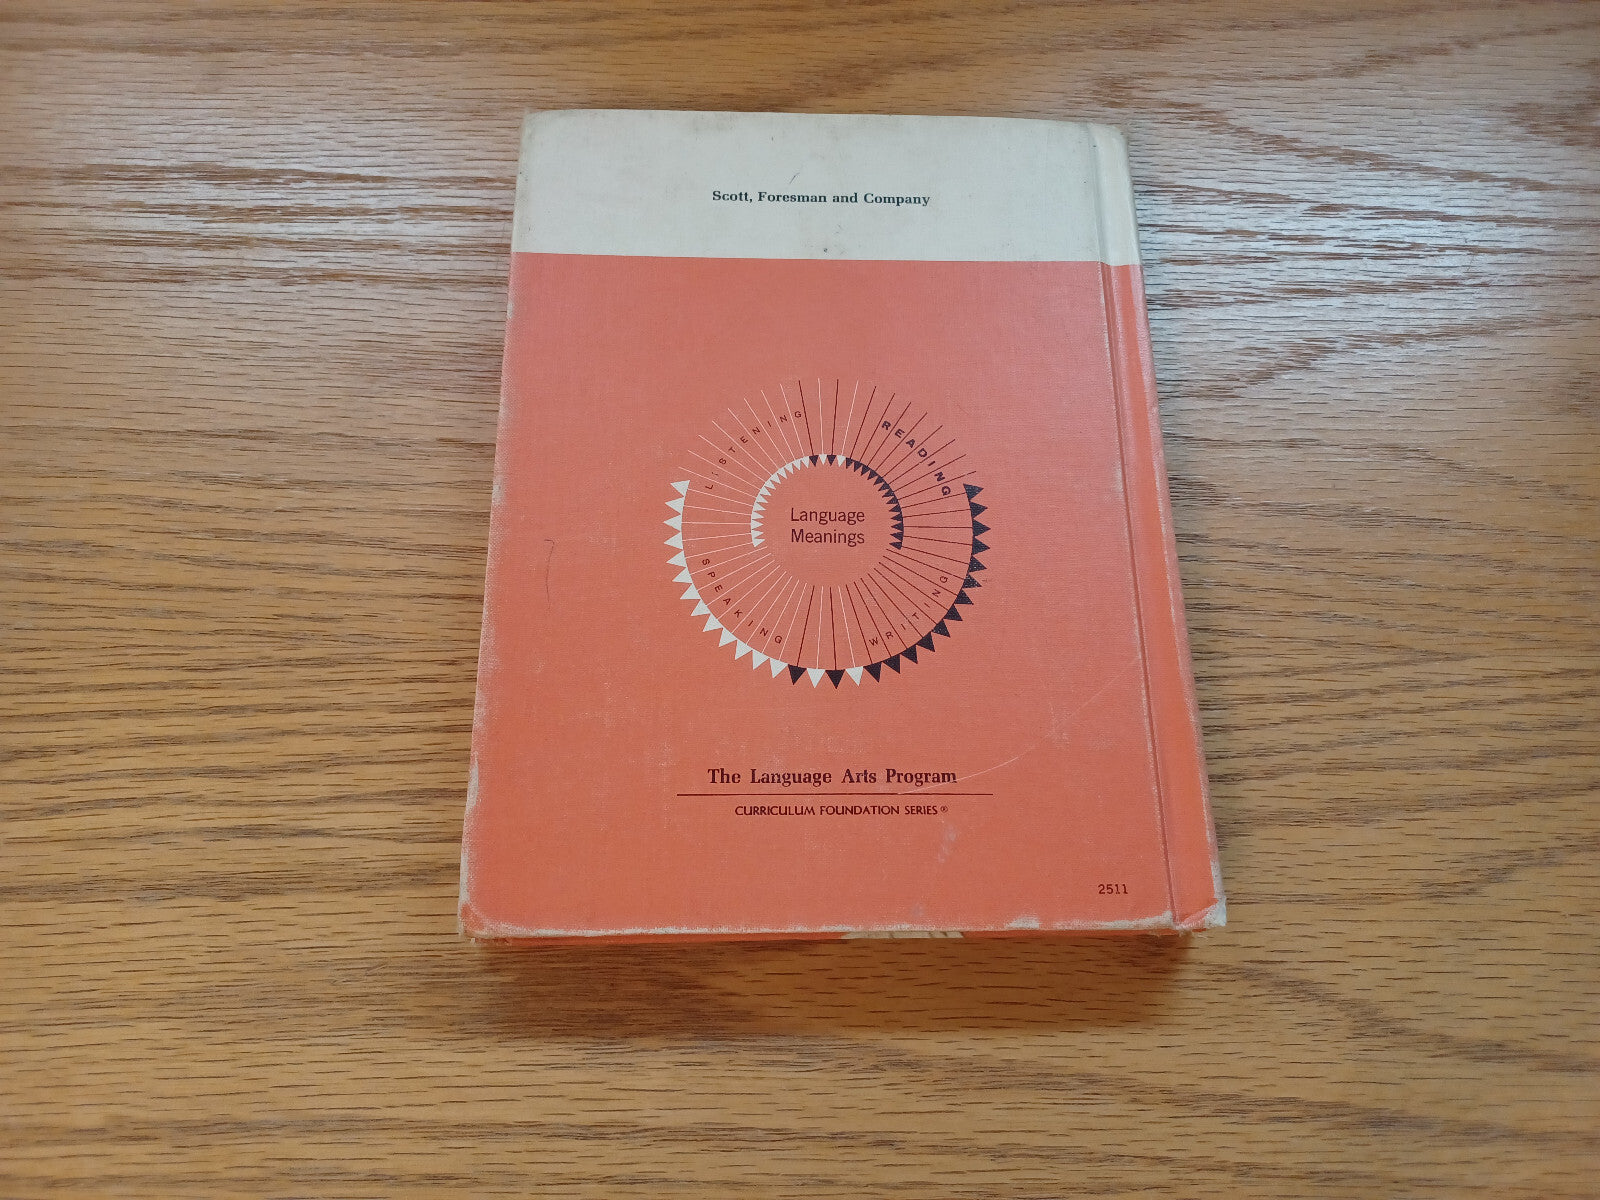 Scott, Foresman and Company
LISTENING
READING
Language
Meanings
SPEAKING
WRITING
The Language Arts Program
CURRICULUM FOUNDATION SERIES®
2511